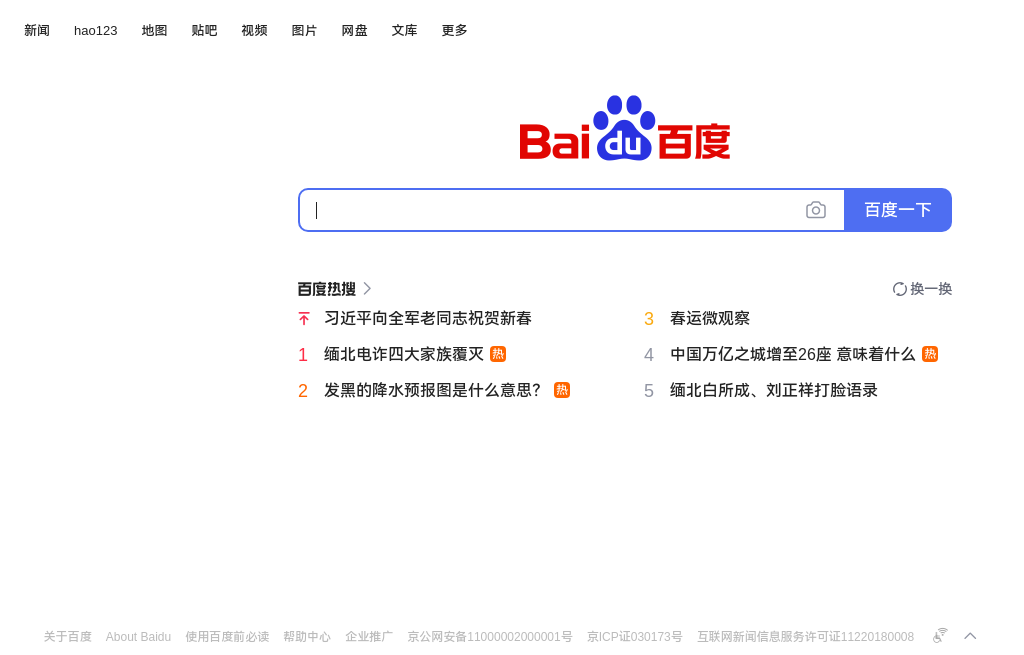 新闻 hao123 地图 贴吧 视频 图片 网盘 文库 更多
Bai du 百度
百度一下
百度热搜 换一换
习近平向全军老同志祝贺新春
1 缅北电诈四大家族覆灭 热
2 发黑的降水预报图是什么意思? 热
3 春运微观察
4 中国万亿之城增至26座 意味着什么 热
5 缅北白所成、刘正祥打脸语录
关于百度 About Baidu 使用百度前必读 帮助中心 企业推广 京公网安备11000002000001号 京ICP证030173号 互联网新闻信息服务许可证11220180008